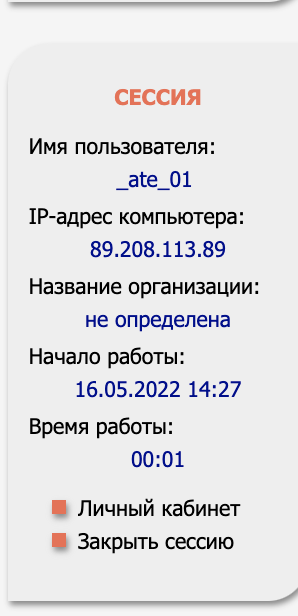 СЕССИЯ
Имя пользователя:
_ate_01
IP-адрес компьютера:
89.208.113.89
Название организации:
не определена
Начало работы:
16.05.2022 14:27
Время работы:
00:01
Личный кабинет
Закрыть сессию